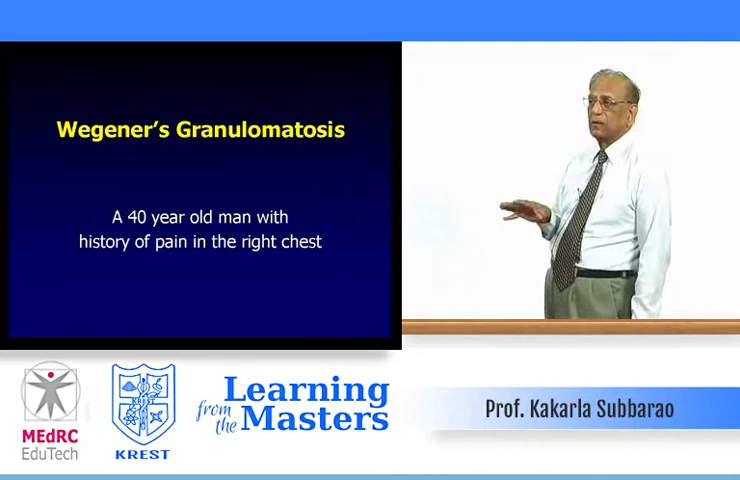 Wegener's Granulomatosis
A 40 year old man with
history of pain in the right chest
MEdRC
EduTech
KREST
KREST
Learning
from the Masters
Prof. Kakarla Subbarao